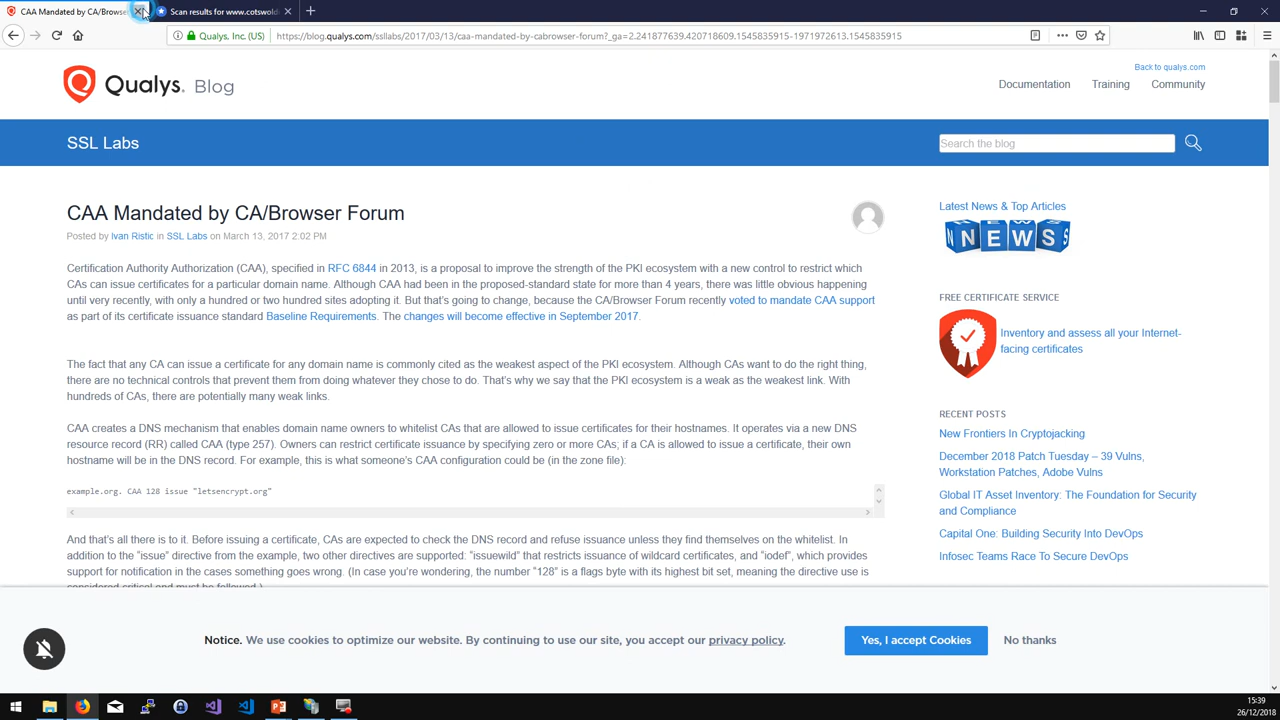 CAA Mandated by CA/Browse
Scan results for www.cotswold
Qualys, Inc. (US)
https://blog.qualys.com/ssllabs/2017/03/13/caa-mandated-by-cabrowser-forum?_ga=2.241877639.420718609.1545835915-1971972613.1545835915
Back to qualys.com
Qualys. Blog
Documentation
Training
Community
SSL Labs
Search the blog
CAA Mandated by CA/Browser Forum
Posted by Ivan Ristic in SSL Labs on March 13, 2017 2:02 PM
Certification Authority Authorization (CAA), specified in RFC 6844 in 2013, is a proposal to improve the strength of the PKI ecosystem with a new control to restrict which
CAs can issue certificates for a particular domain name. Although CAA had been in the proposed-standard state for more than 4 years, there was little obvious happening
until very recently, with only a hundred or two hundred sites adopting it. But that's going to change, because the CA/Browser Forum recently voted to mandate CAA support
as part of its certificate issuance standard Baseline Requirements. The changes will become effective in September 2017.
The fact that any CA can issue a certificate for any domain name is commonly cited as the weakest aspect of the PKI ecosystem. Although CAs want to do the right thing,
there are no technical controls that prevent them from doing whatever they chose to do. That's why we say that the PKI ecosystem is a weak as the weakest link. With
hundreds of CAs, there are potentially many weak links.
CAA creates a DNS mechanism that enables domain name owners to whitelist CAs that are allowed to issue certificates for their hostnames. It operates via a new DNS
resource record (RR) called CAA (type 257). Owners can restrict certificate issuance by specifying zero or more CAs; if a CA is allowed to issue a certificate, their own
hostname will be in the DNS record. For example, this is what someone's CAA configuration could be (in the zone file):
example.org. CAA 128 issue "letsencrypt.org"
And that's all there is to it. Before issuing a certificate, CAs are expected to check the DNS record and refuse issuance unless they find themselves on the whitelist. In
addition to the "issue" directive from the example, two other directives are supported: "issuewild" that restricts issuance of wildcard certificates, and "iodef", which provides
support for notification in the cases something goes wrong. (In case you're wondering, the number "128" is a flags byte with its highest bit set, meaning the directive use is
considered critical and must be followed.)
Latest News & Top Articles
NEWS
FREE CERTIFICATE SERVICE
Inventory and assess all your Internet-
facing certificates
RECENT POSTS
New Frontiers In Cryptojacking
December 2018 Patch Tuesday – 39 Vulns,
Workstation Patches, Adobe Vulns
Global IT Asset Inventory: The Foundation for Security
and Compliance
Capital One: Building Security Into DevOps
Infosec Teams Race To Secure DevOps
Notice. We use cookies to optimize our website. By continuing to use our site, you accept our privacy policy.
Yes, I accept Cookies
No thanks
15:39
26/12/2018